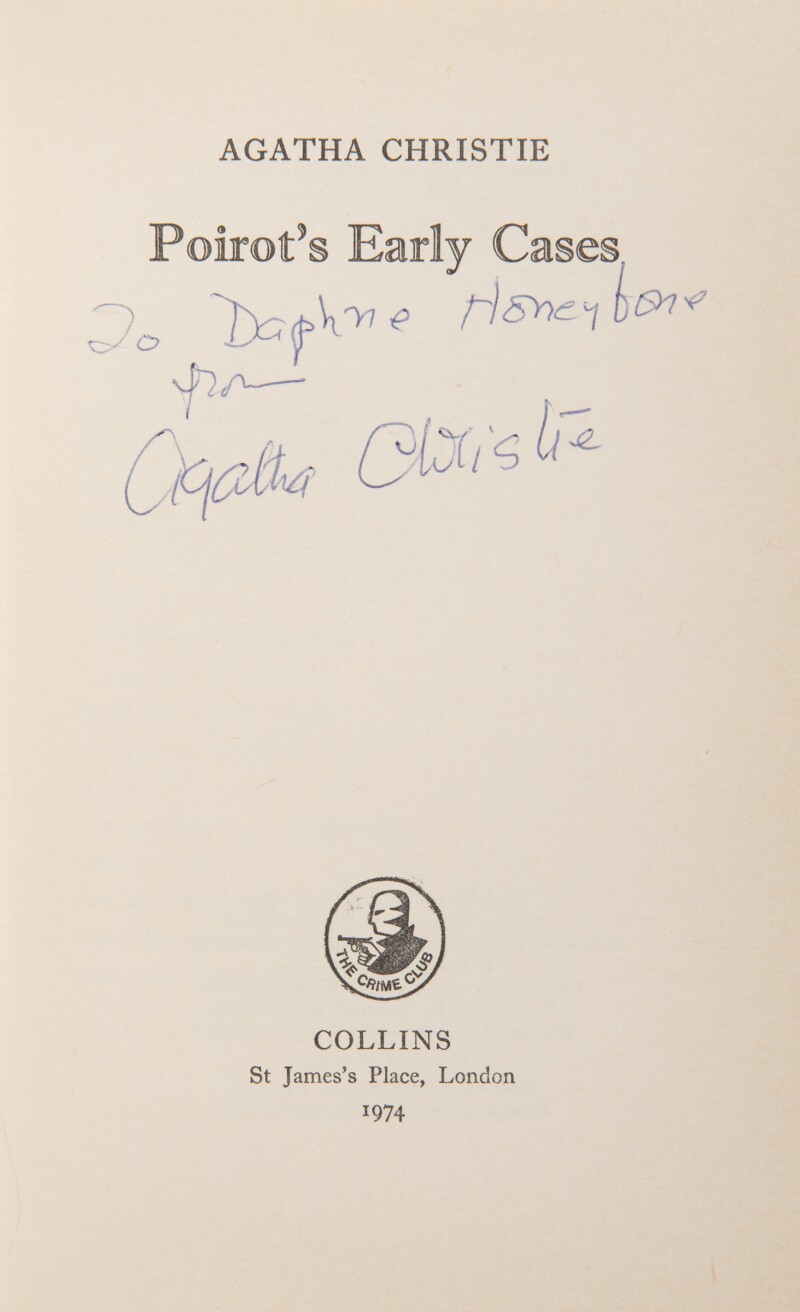 AGATHA CHRISTIE
Poirot's Early Cases
To Daphne Honeybone
from
Agatha Christie
THE CRIME CLUB
COLLINS
St James's Place, London
1974